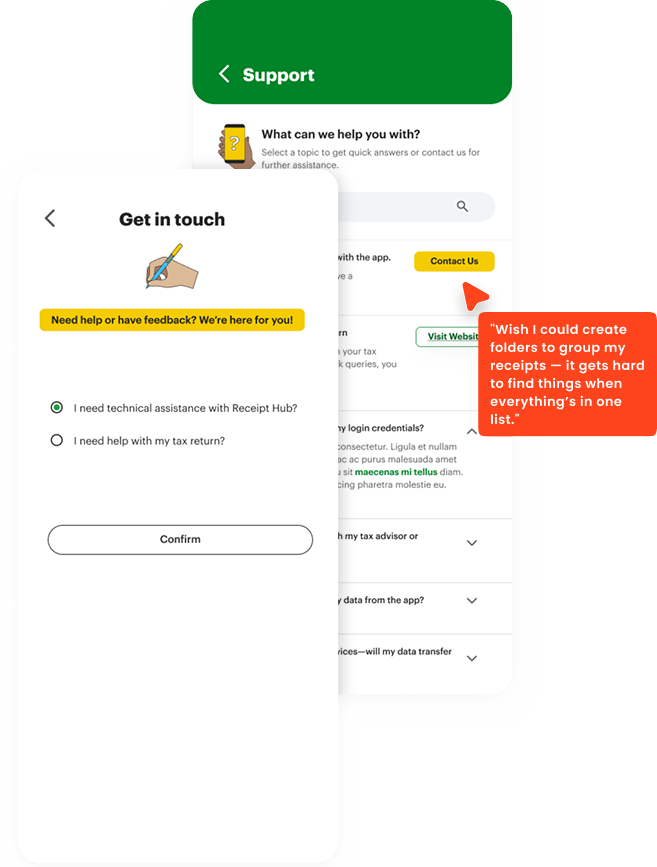 Support
What can we help you with?
Select a topic to get quick answers or contact us for
further assistance.
Get in touch
Need help or have feedback? We're here for you!
I need technical assistance with Receipt Hub?
I need help with my tax return?
Confirm
with the app.
Contact Us
a
Visit
your tax
queries, you
"Wish I could create
folders to group my
receipts — it gets hard
to find things when
everything's in one
list."
my login credentials?
consectetur. Ligula et nullam
ac ac purus malesuada amet
sit maecenas mi tellus diam.
pharetra molestie eu.
my tax advisor or
data from the app?
will my data transfer